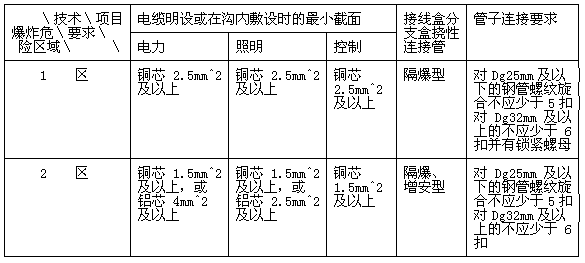 \ 技术\ 项目
爆炸危\ 要求\
险区域\ \ \
电缆明设或在沟内敷设时的最小截面
接线盒分
支盒挠性
连接管
管子连接要求
电力
照明
控制
1 区
铜芯 2.5mm^2
及以上
铜芯 2.5mm^2
及以上
铜芯
2.5mm^2
及以上
隔爆型
对 Dg25mm 及以
下的钢管螺纹旋
合不应少于 5 扣
对 Dg32mm 及以
上的不应少于 6
扣并有锁紧螺母
2 区
铜芯 1.5mm^2
及以上,或
铝芯 4mm^2
及以上
铜芯 1.5mm^2
及以上,或
铝芯 2.5mm^2
及以上
铜芯
1.5mm^2
及以上
隔爆、
增安型
对 Dg25mm 及以
下的钢管螺纹旋
合不应少于 5 扣
对 Dg32mm 及以
上的不应少于 6
扣